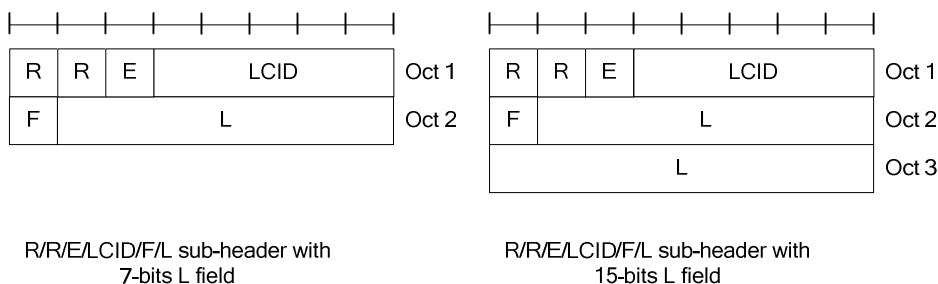 R R E LCID Oct 1
F L Oct 2
R/R/E/LCID/F/L sub-header with
7-bits L field
R R E LCID Oct 1
F L Oct 2
L Oct 3
R/R/E/LCID/F/L sub-header with
15-bits L field